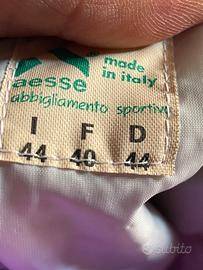 made
in italy
aesse
abbigliamento sportivo
I F D
44 40 44
subito